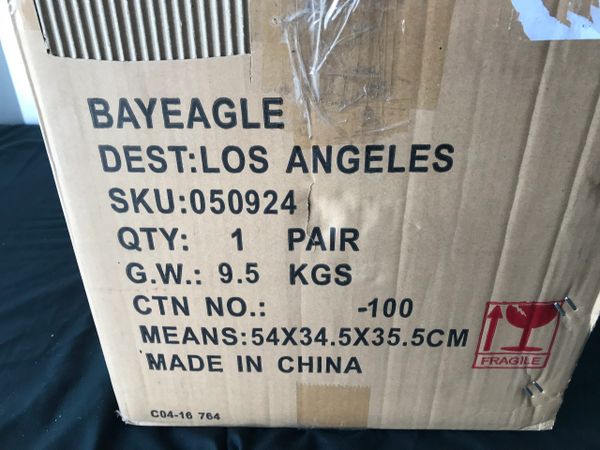 BAYEAGLE
DEST:LOS ANGELES
SKU:050924
QTY: 1 PAIR
G.W.: 9.5 KGS
CTN NO.: -100
MEANS:54X34.5X35.5CM
MADE IN CHINA
FRAGILE
C04-16 764